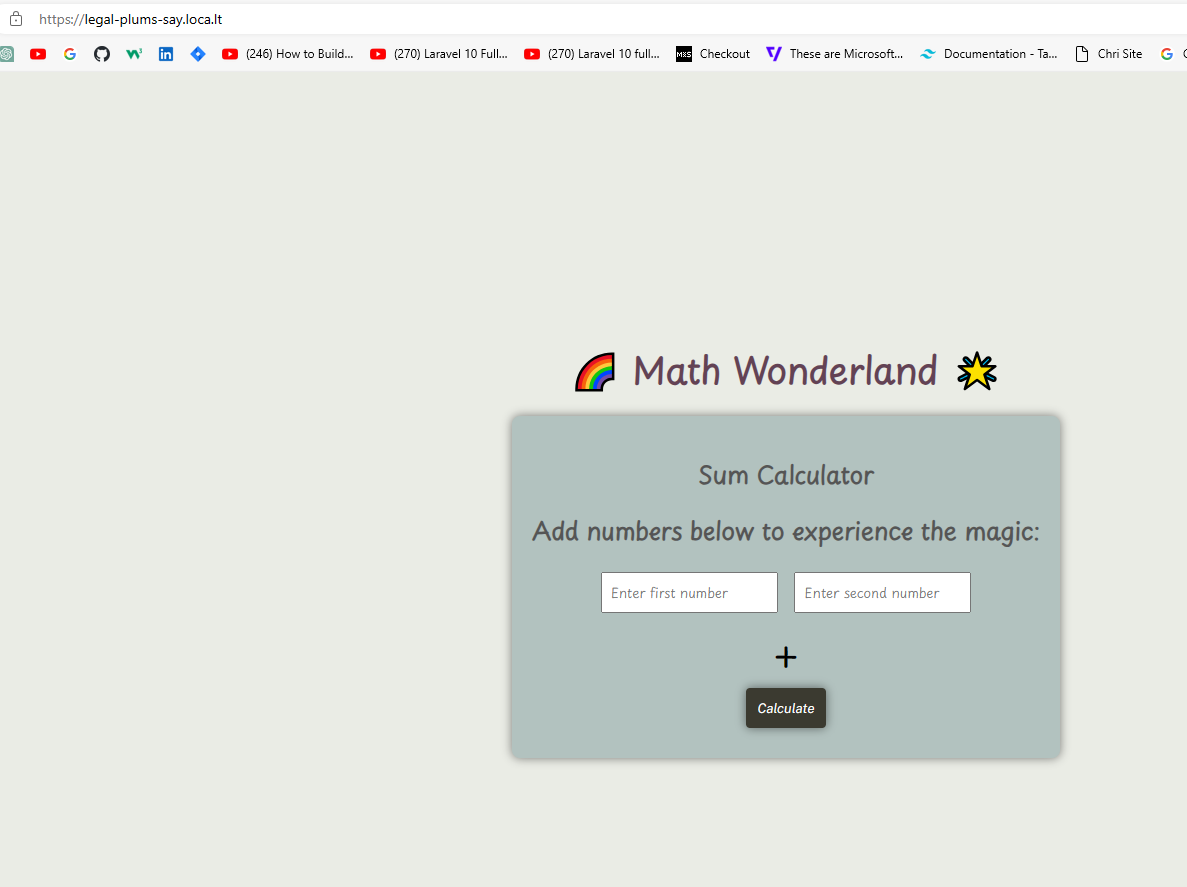 https://legal-plums-say.loca.lt
(246) How to Build... (270) Laravel 10 Full... (270) Laravel 10 full... MXS Checkout These are Microsoft... Documentation - Ta... Chri Site
Math Wonderland
Sum Calculator
Add numbers below to experience the magic:
Enter first number Enter second number
+
Calculate